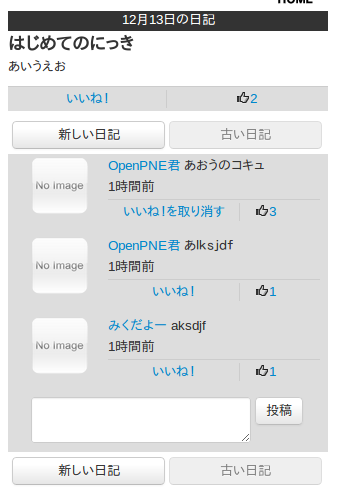 HOME
12月13日の日記
はじめてのにっき
あいうえお
いいね! 2
新しい日記 古い日記
No image
OpenPNE君 あおうのコキュ
1時間前
いいね!を取り消す 3
No image
OpenPNE君 あlksjdf
1時間前
いいね! 1
No image
みくだよー aksdjf
1時間前
いいね! 1
投稿
新しい日記 古い日記